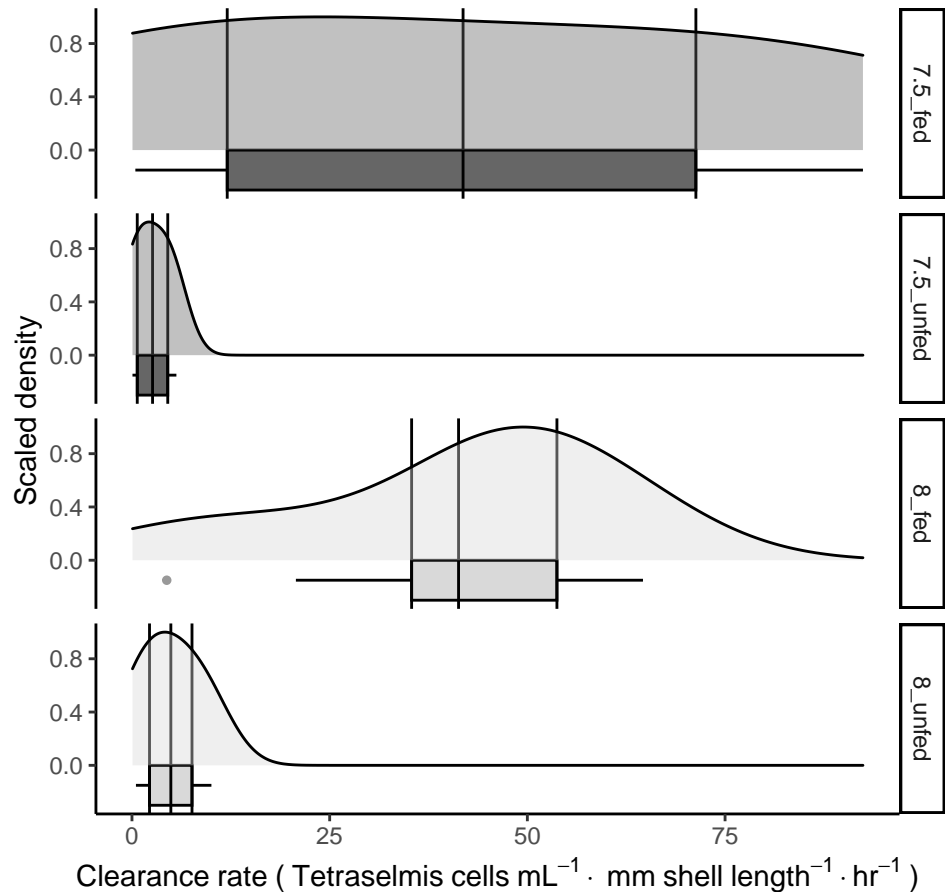 Scaled density
0.8
0.4
0.0
7.5_fed
0.8
0.4
0.0
7.5_unfed
0.8
0.4
0.0
8_fed
0.8
0.4
0.0
8_unfed
0 25 50 75
Clearance rate ( Tetraselmis cells mL⁻¹ · mm shell length⁻¹ · hr⁻¹ )